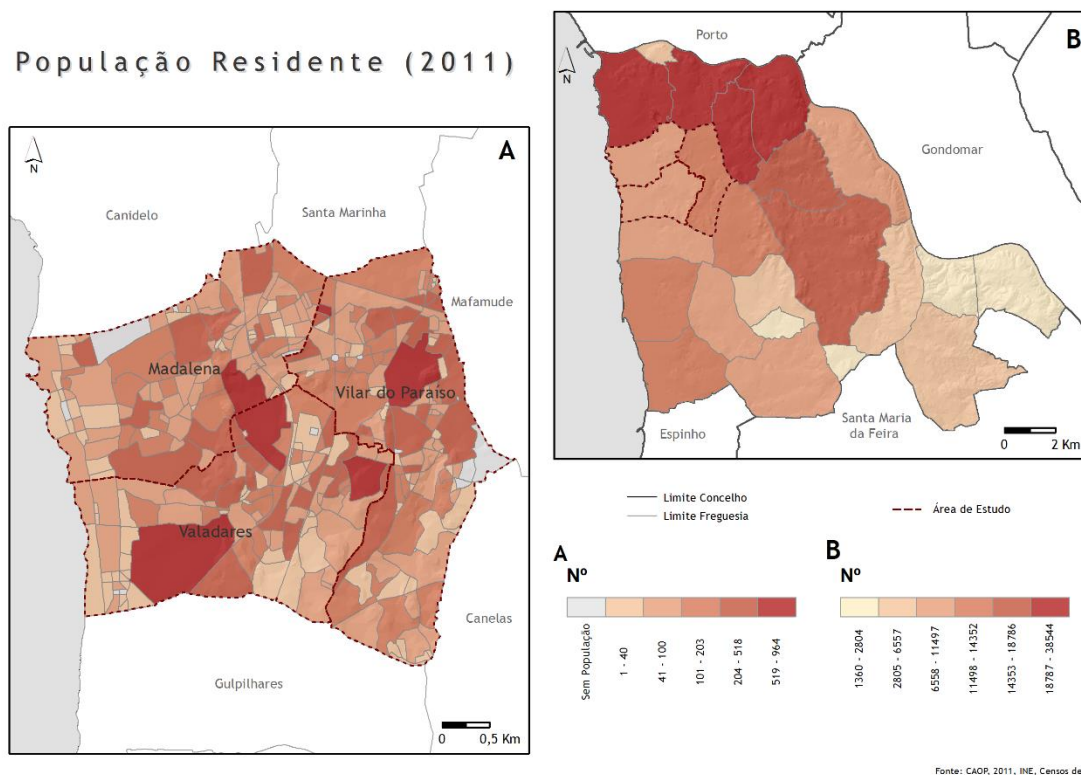 População Residente (2011)
A
N
Canidelo
Santa Marinha
Mafamude
Madalena
Vilar do Paraíso
Valadares
Canelas
Gulpilhares
0 0,5 Km
B
N
Porto
Gondomar
Espinho
Santa Maria
da Feira
0 2 Km
Limite Concelho
Limite Freguesia
Área de Estudo
A
Nº
Sem População
1 - 40
41 - 100
101 - 203
204 - 518
519 - 964
B
Nº
1360 - 2804
2805 - 6557
6558 - 11497
11498 - 14352
14353 - 18786
18787 - 38544
Fonte: CAOP, 2011, INE, Censos de